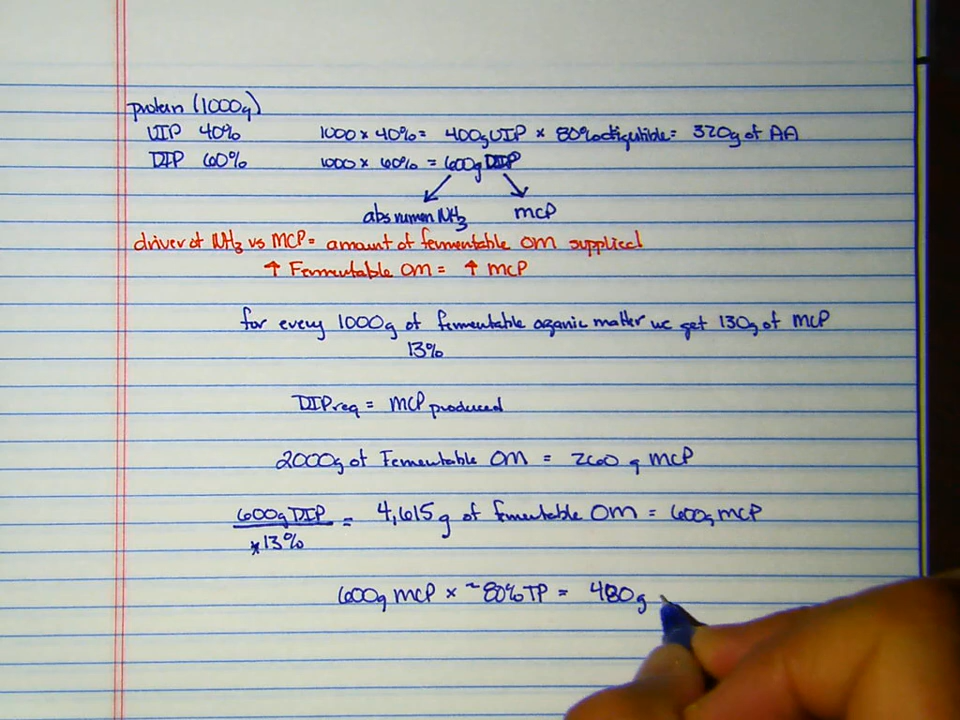 protein (1000g)
UIP 40% 1000 x 40% = 400g UIP x 80% digestible = 320g of AA
DIP 60% 1000 x 60% = 600g DIP
abs rumen NH3 MCP
driver of NH3 vs MCP = amount of fermentable OM supplied
↑ Fermentable OM = ↑ MCP
for every 1000g of fermentable organic matter we get 130g of MCP
13%
DIP req = MCP produced
2000g of Fermentable OM = 260 g MCP
600g DIP = 4,615 g of fermentable OM = 600g MCP
x 13%
600g MCP x ~80% TP = 480g